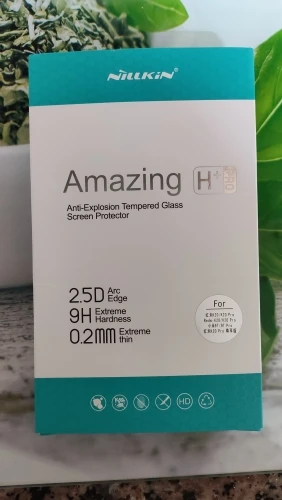 NILLKIN®
Amazing H+ PRO
Anti-Explosion Tempered Glass
Screen Protector
2.5D Arc Edge
9H Extreme Hardness
0.2mm Extreme thin
For
HD